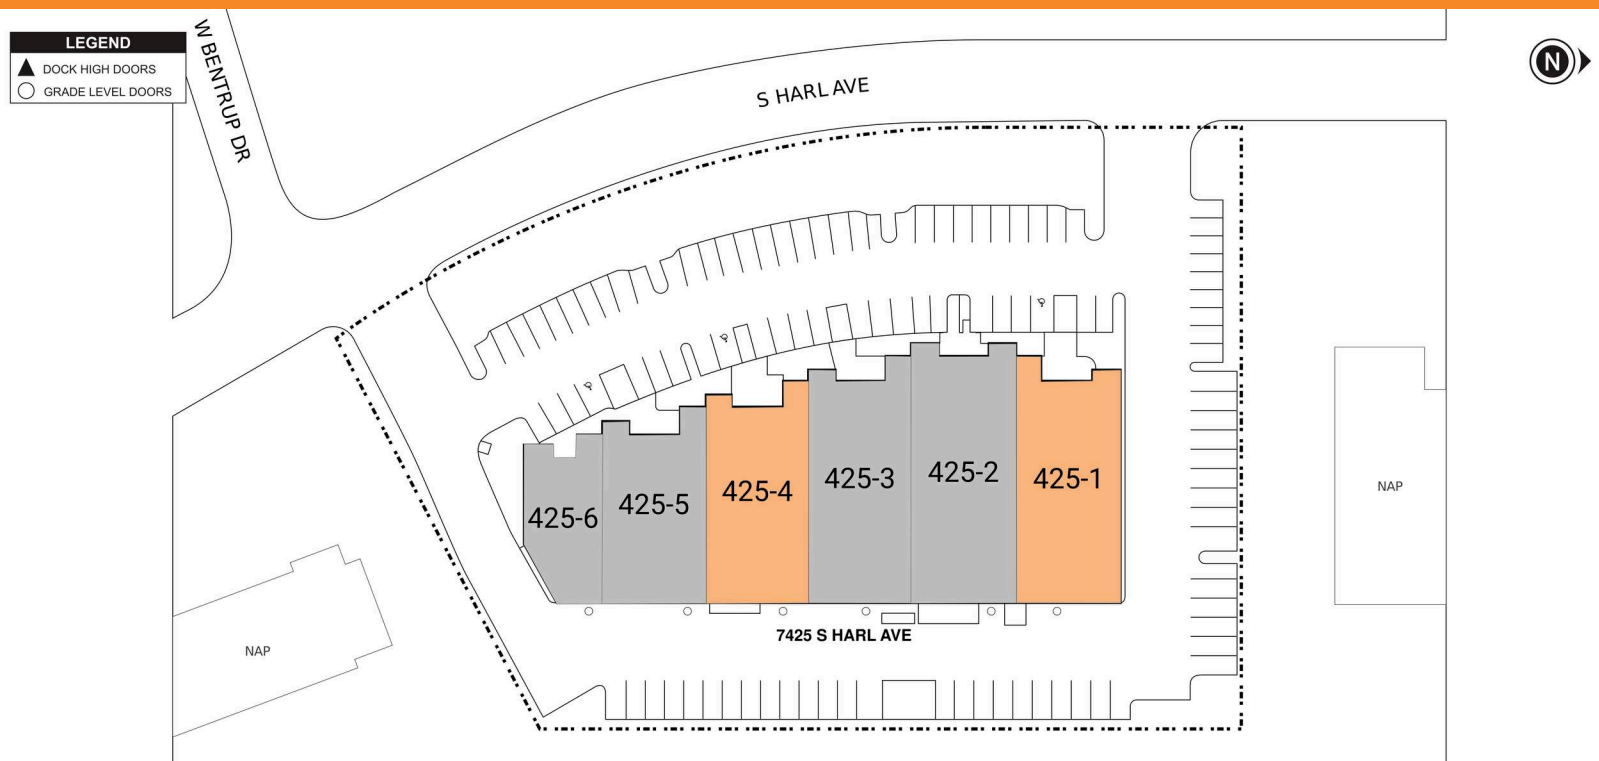 LEGEND
DOCK HIGH DOORS
GRADE LEVEL DOORS
W BENTRUP DR
S HARL AVE
N
425-6
425-5
425-4
425-3
425-2
425-1
NAP
NAP
7425 S HARL AVE